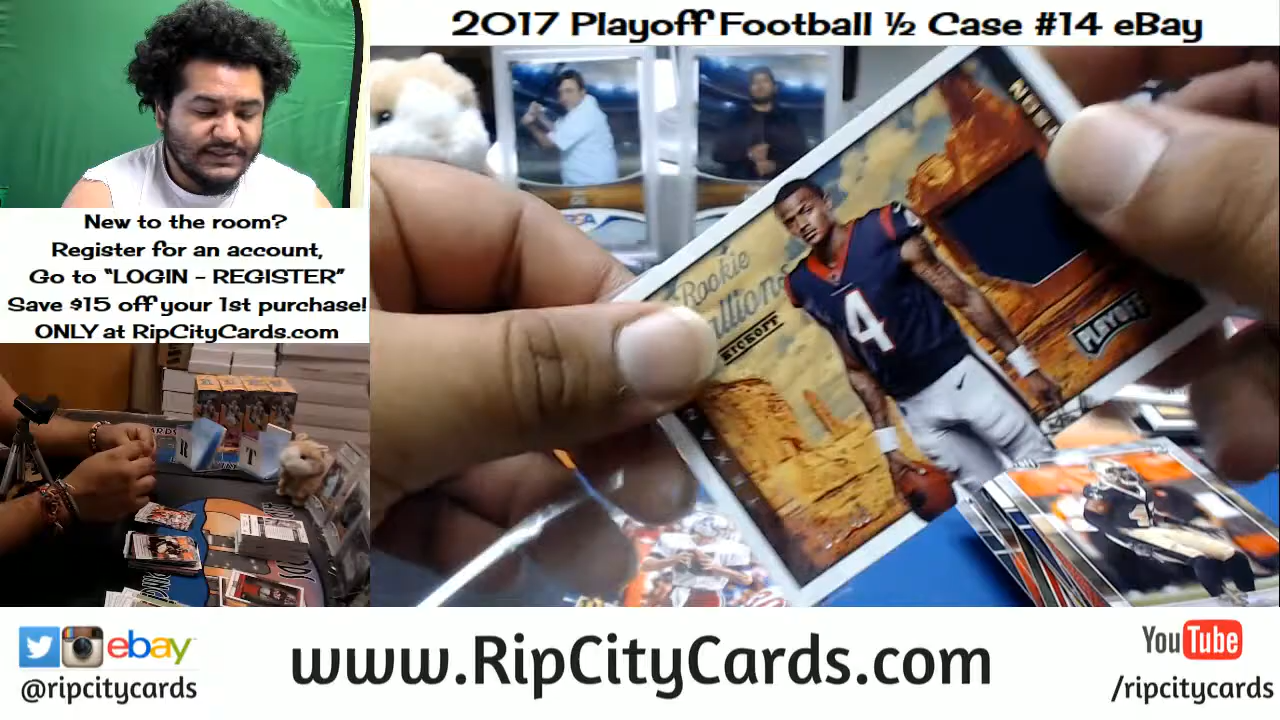 2017 Playoff Football ½ Case #14 eBay
New to the room?
Register for an account,
Go to “LOGIN - REGISTER”
Save $15 off your 1st purchase!
ONLY at RipCityCards.com
Rookie
KICKOFF
4
PLAYOFF
R
T
ebay
@ripcitycards
www.RipCityCards.com
YouTube
/ripcitycards